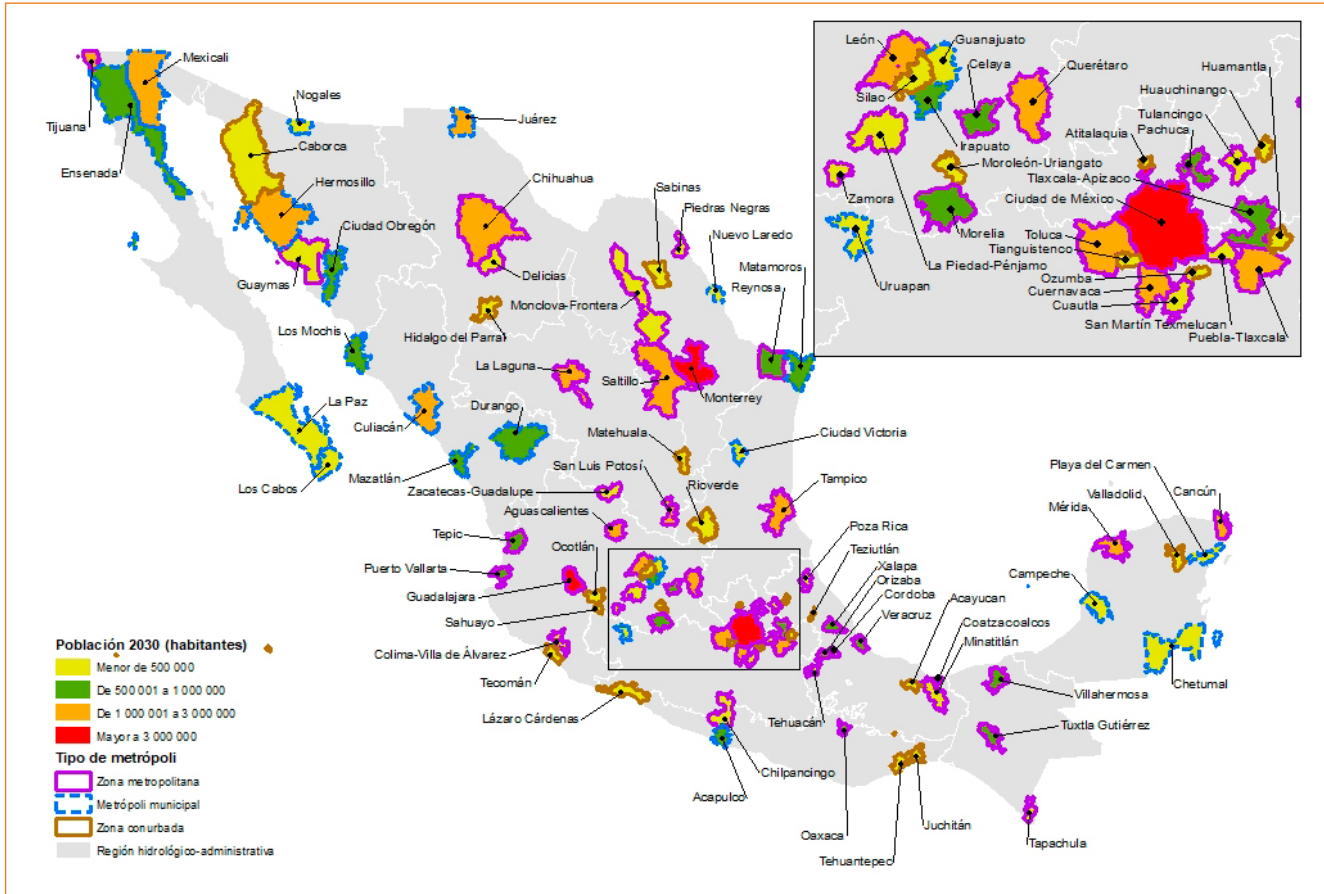 Mexicali
Tijuana
Ensenada
Nogales
Caborca
Hermosillo
Ciudad Obregón
Guaymas
Juárez
Chihuahua
Delicias
Sabinas
Piedras Negras
Nuevo Laredo
Matamoros
Reynosa
Monclova-Frontera
Hidalgo del Parral
Los Mochis
La Laguna
Saltillo
Monterrey
La Paz
Culiacán
Durango
Los Cabos
Mazatlán
Matehuala
Ciudad Victoria
San Luis Potosí
Rioverde
Zacatecas-Guadalupe
Aguascalientes
Tampico
Tepic
Ocotlán
Puerto Vallarta
Guadalajara
Sahuayo
Colima-Villa de Álvarez
Tecomán
Lázaro Cárdenas
Poza Rica
Teziutlán
Xalapa
Orizaba
Cordoba
Veracruz
Acayucan
Coatzacoalcos
Minatitlán
Tehuacán
Chilpancingo
Acapulco
Oaxaca
Tehuantepec
Juchitán
Tapachula
Tuxtla Gutiérrez
Villahermosa
Playa del Carmen
Valladolid
Cancún
Mérida
Campeche
Chetumal
León
Guanajuato
Celaya
Querétaro
Silao
Irapuato
Moroleón-Uriangato
Zamora
Morelia
La Piedad-Pénjamo
Uruapan
Huamantla
Huauchinango
Tulancingo
Pachuca
Atitalaquia
Tlaxcala-Apizaco
Ciudad de México
Toluca
Tianguistenco
Ozumba
Cuernavaca
Cuautla
San Martín Texmelucan
Puebla-Tlaxcala
Población 2030 (habitantes)
Menor de 500 000
De 500 001 a 1 000 000
De 1 000 001 a 3 000 000
Mayor a 3 000 000
Tipo de metrópoli
Zona metropolitana
Metrópoli municipal
Zona conurbada
Región hidrológico-administrativa